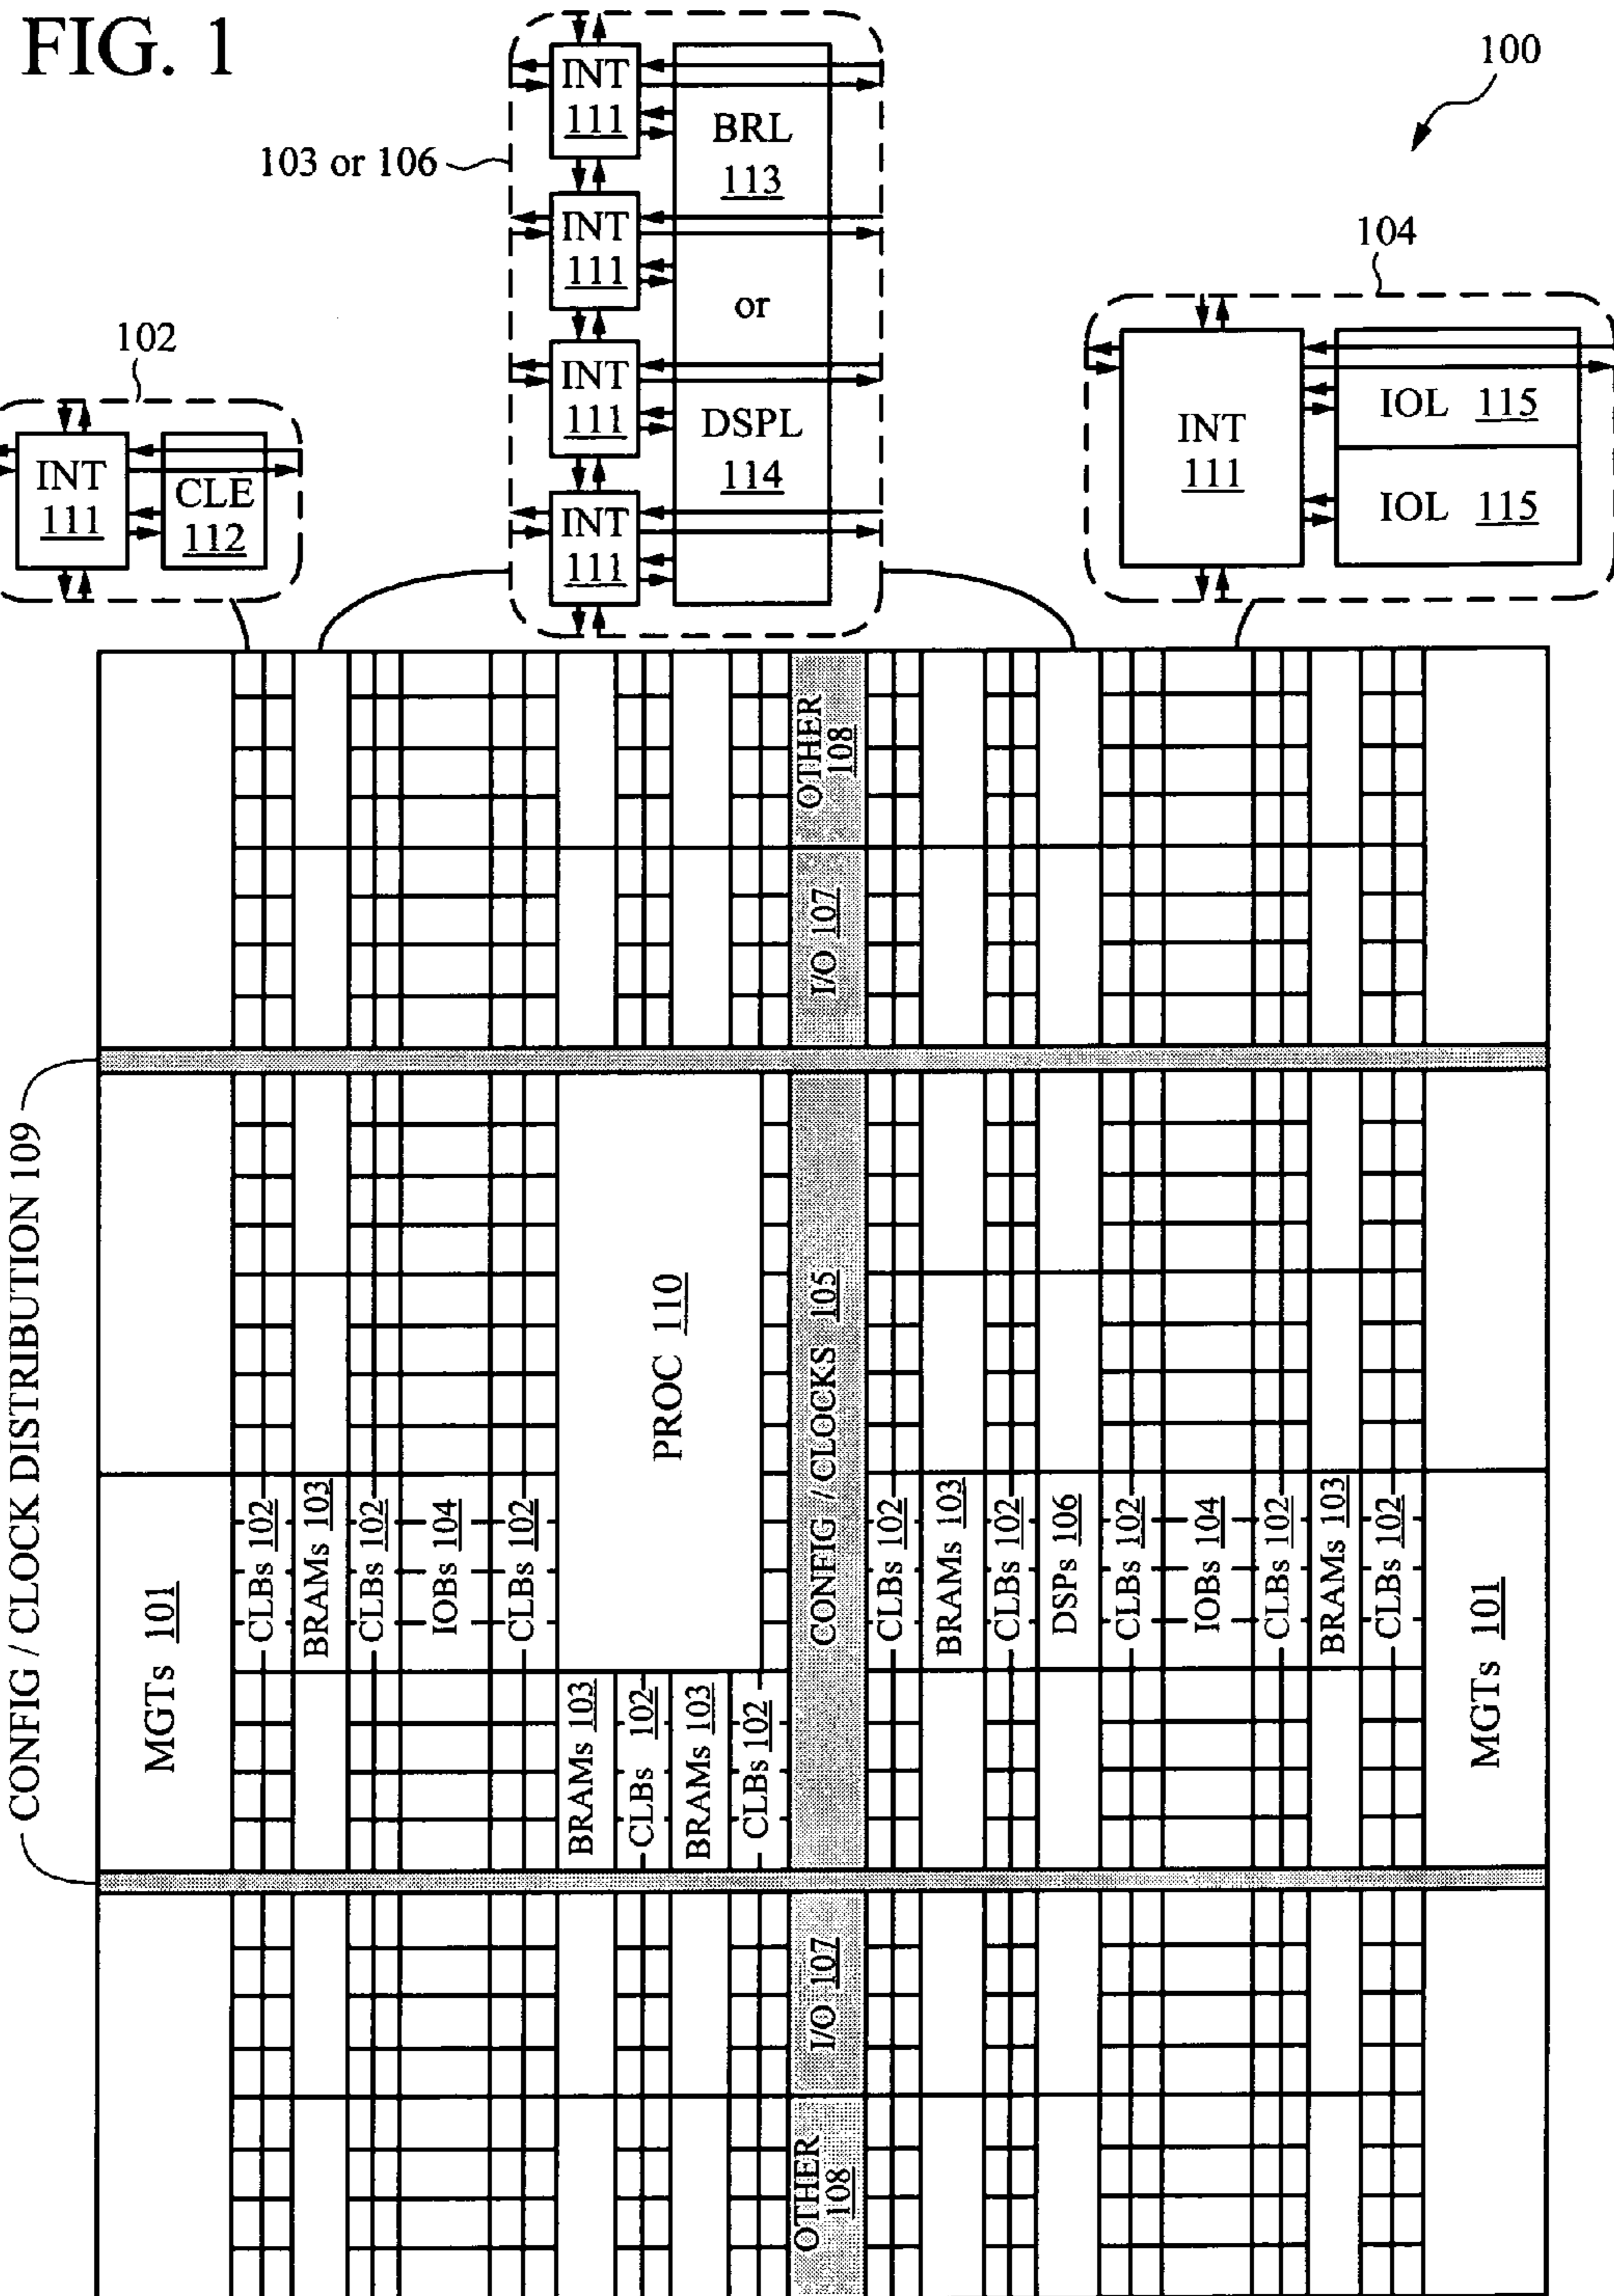 FIG. 1
100
103 or 106
INT
111
INT
111
INT
111
INT
111
BRL
113
or
DSPL
114
104
INT
111
IOL 115
IOL 115
102
INT
111
CLE
112
OTHER
108
I/O 107
CONFIG / CLOCK DISTRIBUTION 109
PROC 110
CONFIG / CLOCKS 105
MGTs 101
CLBs 102
BRAMs 103
CLBs 102
IOBs 104
CLBs 102
BRAMs 103
CLBs 102
BRAMs 103
CLBs 102
CLBs 102
BRAMs 103
CLBs 102
DSPs 106
CLBs 102
IOBs 104
CLBs 102
BRAMs 103
CLBs 102
MGTs 101
I/O 107
OTHER
108